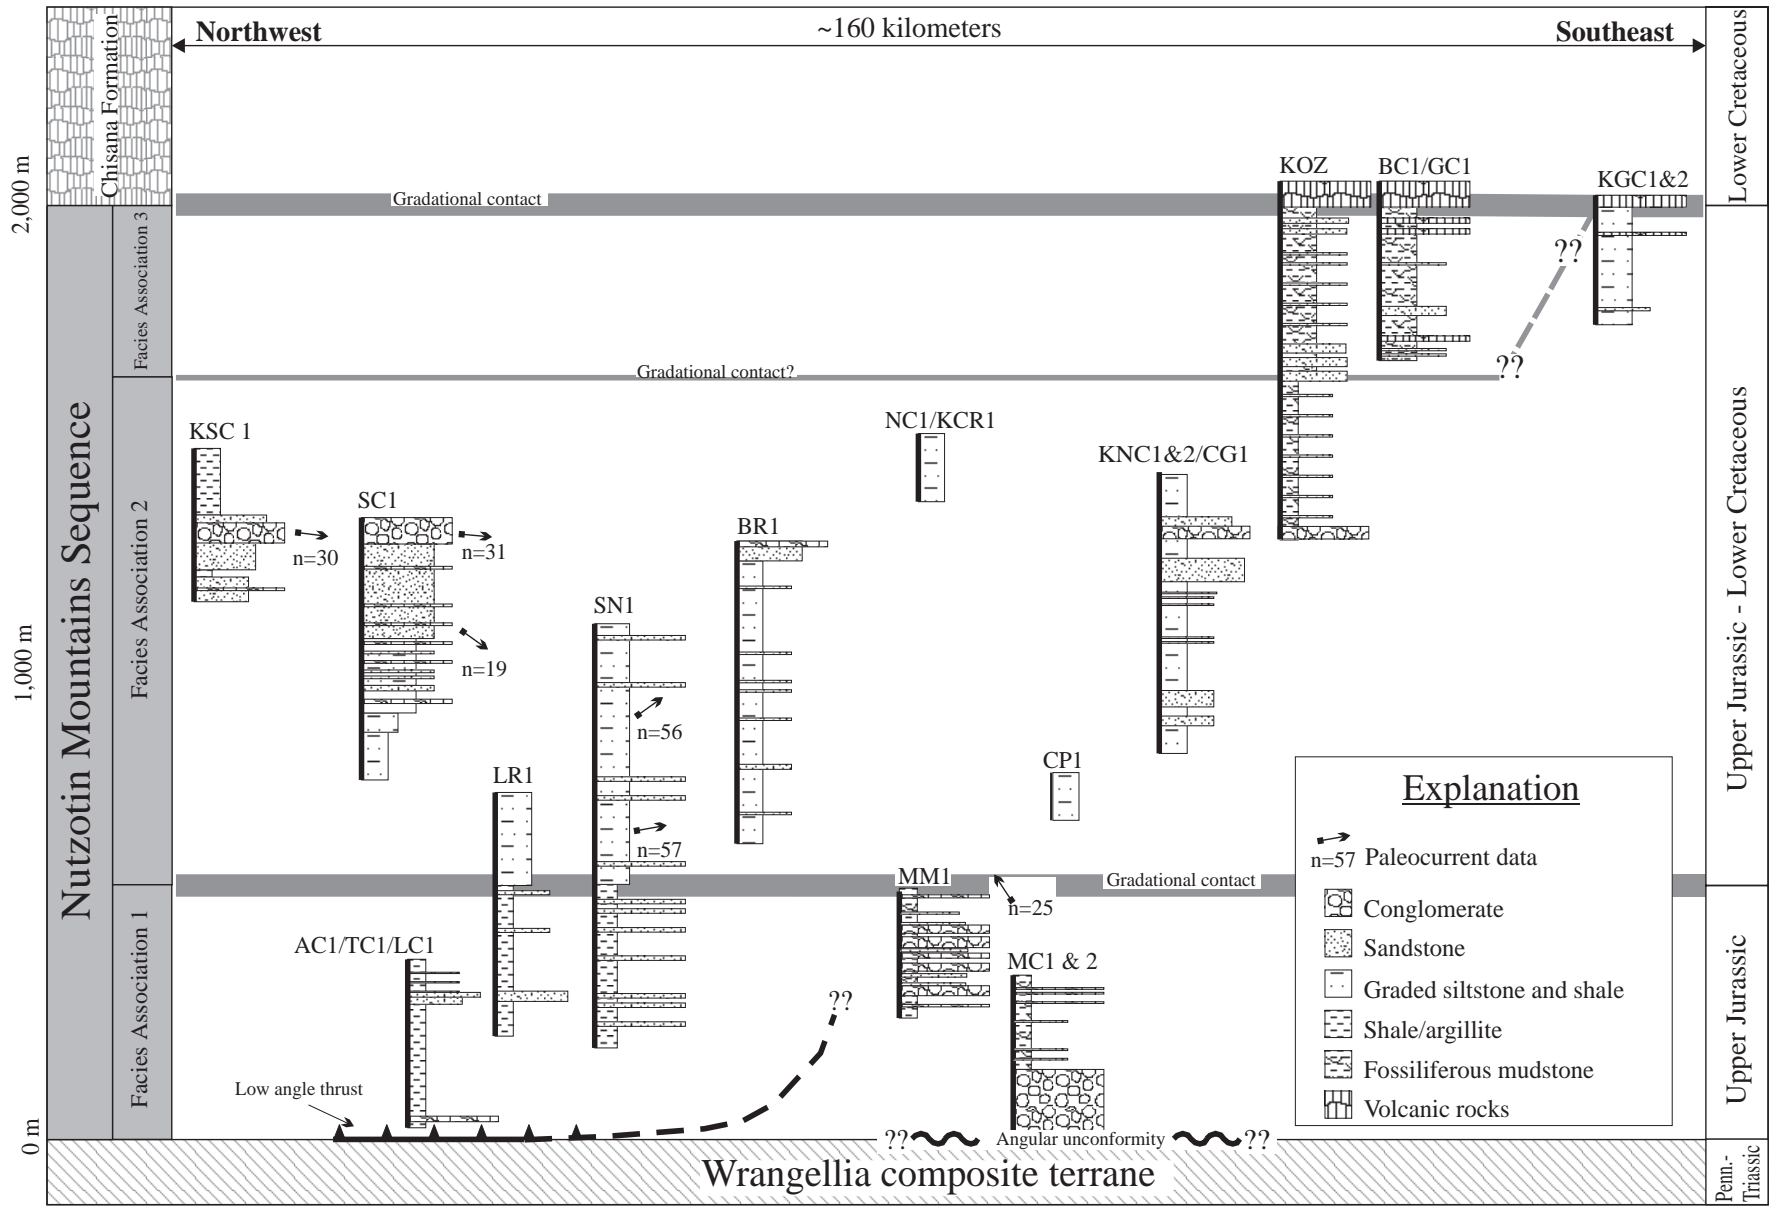 Northwest
~160 kilometers
Southeast
Chisana Formation
Lower Cretaceous
2,000 m
1,000 m
0 m
Nutzotin Mountains Sequence
Facies Association 3
Facies Association 2
Facies Association 1
Upper Jurassic - Lower Cretaceous
Upper Jurassic
Penn.-
Triassic
Gradational contact
KOZ
BC1/GC1
KGC1&2
??
??
Gradational contact?
KSC 1
n=30
SC1
n=31
n=19
LR1
SN1
n=56
n=57
BR1
NC1/KCR1
KNC1&2/CG1
CP1
MM1
n=25
Gradational contact
MC1 & 2
AC1/TC1/LC1
Low angle thrust
??
?? Angular unconformity ??
Wrangellia composite terrane
Explanation
n=57 Paleocurrent data
Conglomerate
Sandstone
Graded siltstone and shale
Shale/argillite
Fossiliferous mudstone
Volcanic rocks